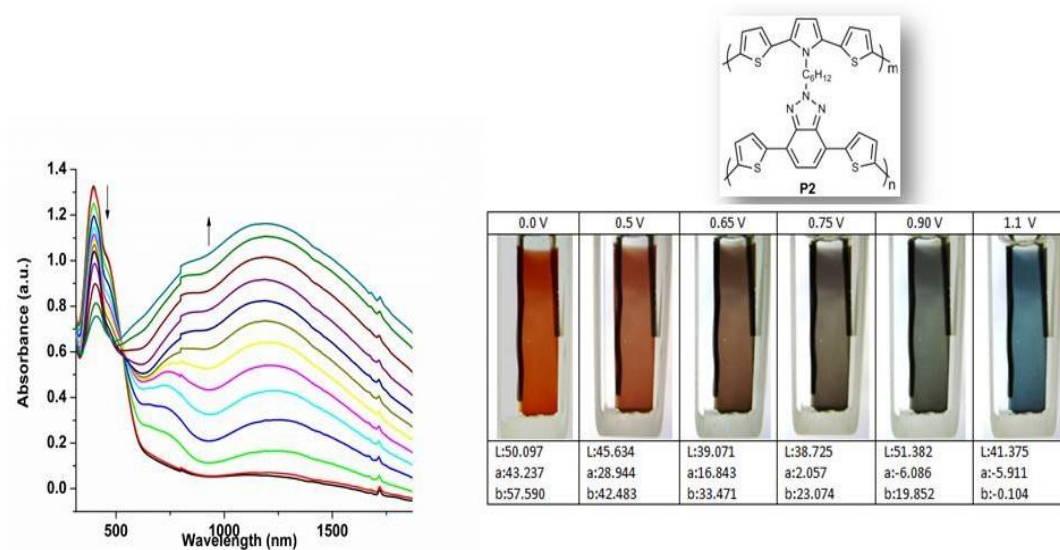 S
N
S
m
C6H12
N
N
N
S
S
n
P2
1.4
1.2
1.0
0.8
0.6
0.4
0.2
0.0
Absorbance (a.u.)
500 1000 1500
Wavelength (nm)
0.0 V 0.5 V 0.65 V 0.75 V 0.90 V 1.1 V
L:50.097 L:45.634 L:39.071 L:38.725 L:51.382 L:41.375
a:43.237 a:28.944 a:16.843 a:2.057 a:-6.086 a:-5.911
b:57.590 b:42.483 b:33.471 b:23.074 b:19.852 b:-0.104